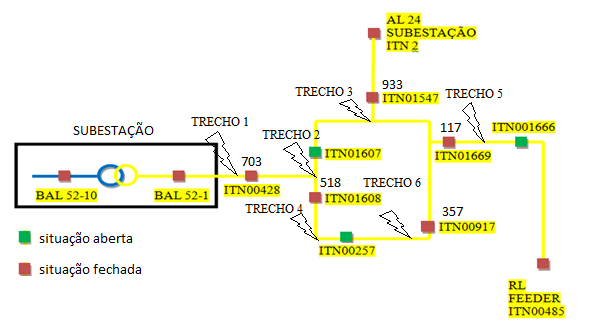 AL 24
SUBESTAÇÃO
ITN 2
933
TRECHO 3
ITN01547
TRECHO 5
TRECHO 1
ITN001666
SUBESTAÇÃO
TRECHO 2
117
703
ITN01607
ITN01669
BAL 52-10
BAL 52-1
ITN00428
518
TRECHO 6
ITN01608
TRECHO 4
357
ITN00917
situação aberta
ITN00257
situação fechada
RL
FEEDER
ITN00485